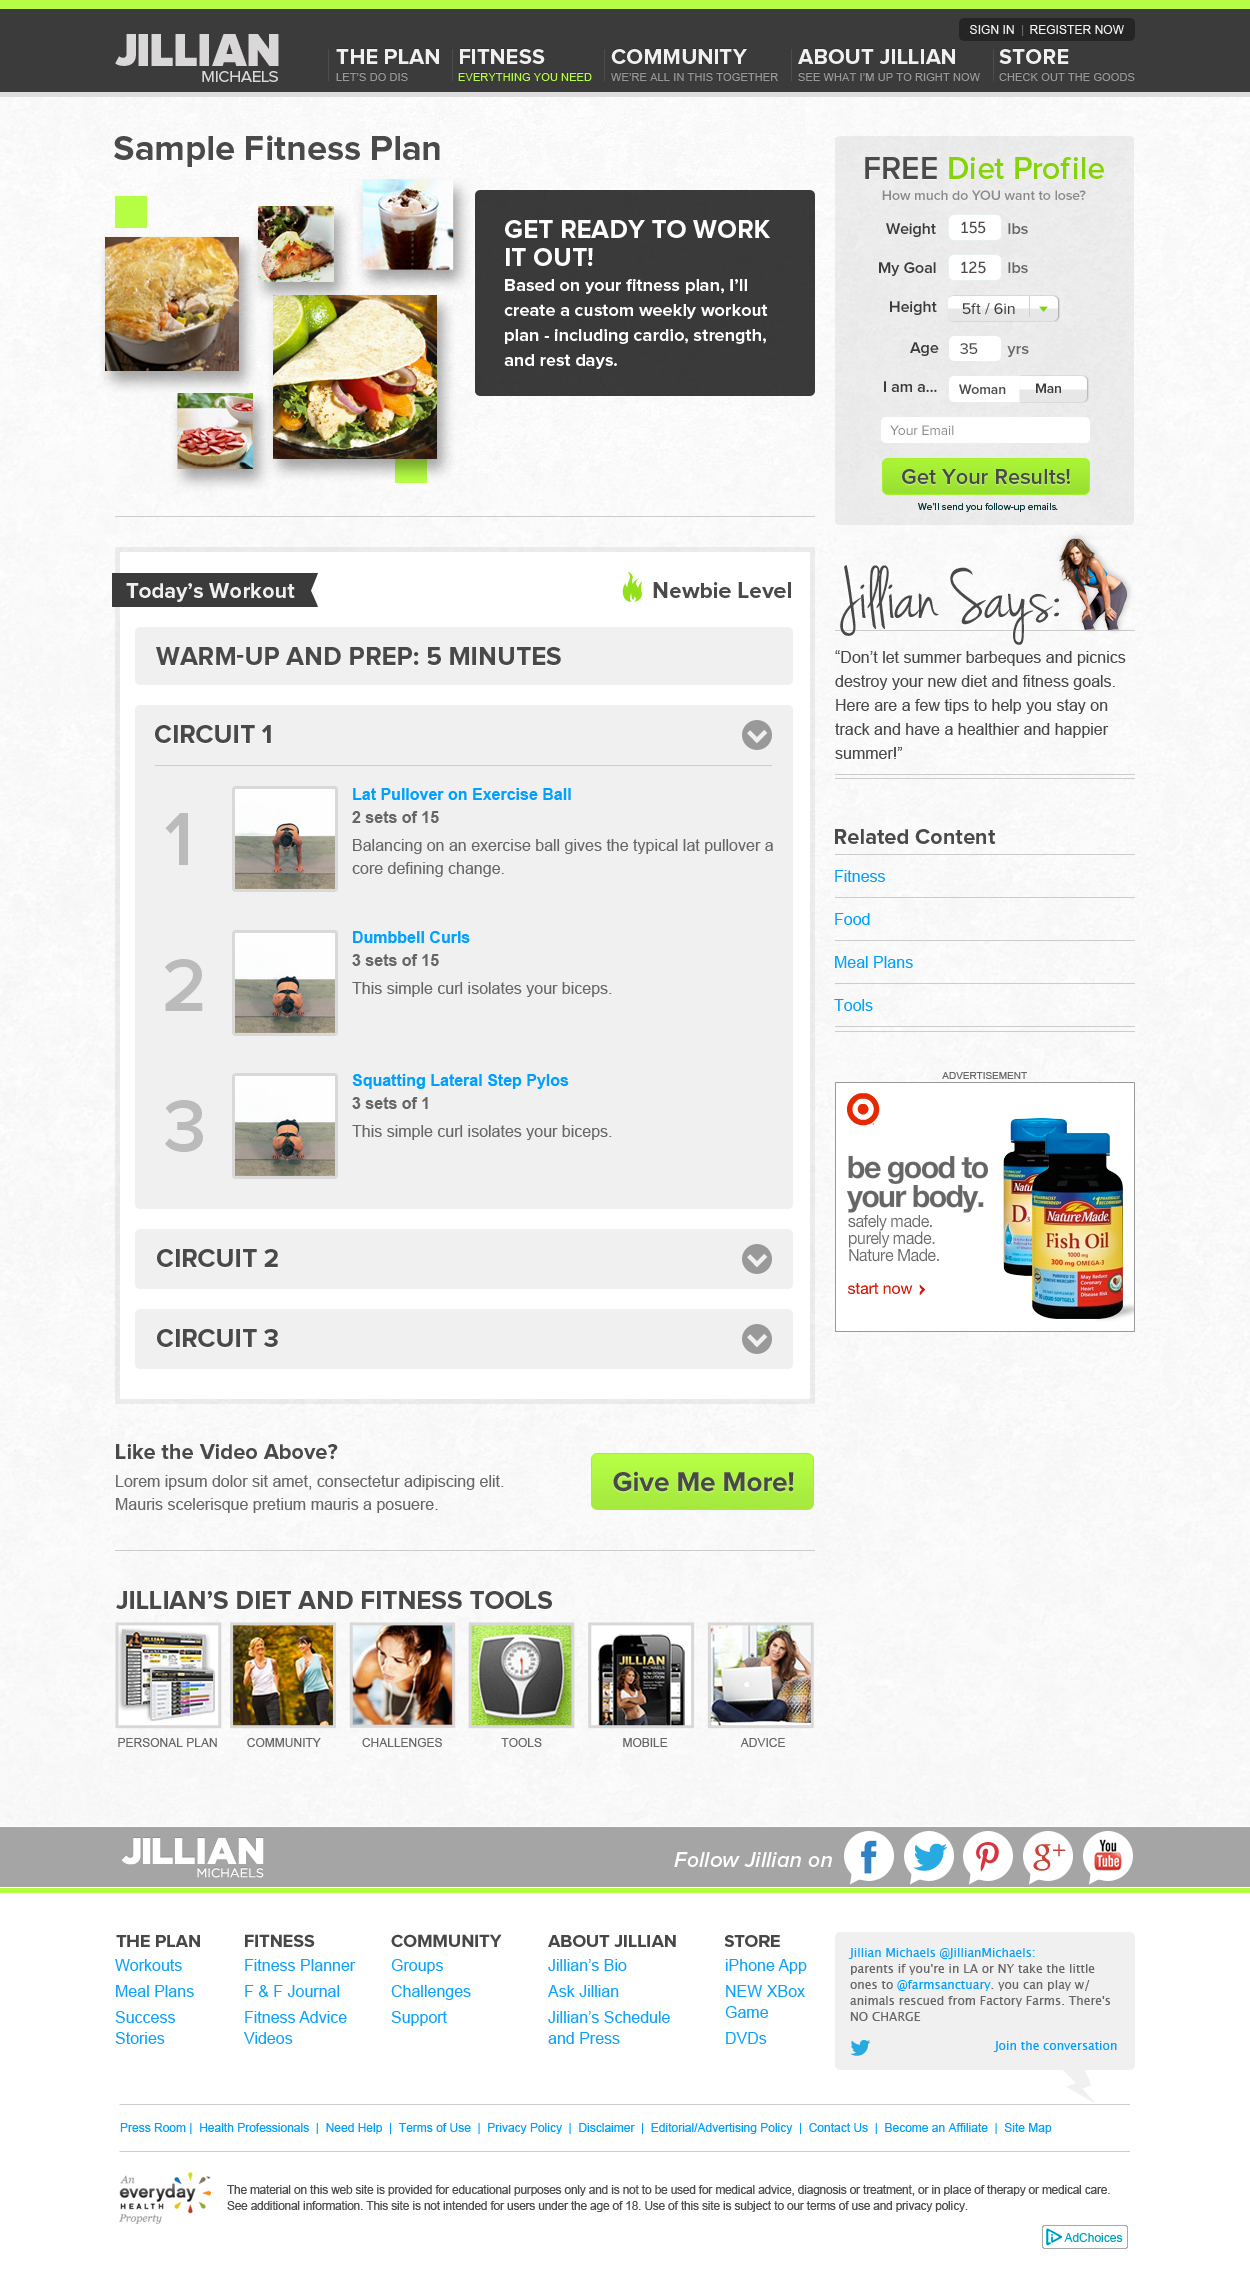 SIGN IN | REGISTER NOW
JILLIAN
MICHAELS
THE PLAN
LET'S DO DIS
FITNESS
EVERYTHING YOU NEED
COMMUNITY
WE'RE ALL IN THIS TOGETHER
ABOUT JILLIAN
SEE WHAT I'M UP TO RIGHT NOW
STORE
CHECK OUT THE GOODS
Sample Fitness Plan
GET READY TO WORK
IT OUT!
Based on your fitness plan, I'll
create a custom weekly workout
plan - including cardio, strength,
and rest days.
FREE Diet Profile
How much do YOU want to lose?
Weight 155 lbs
My Goal 125 lbs
Height 5ft / 6in
Age 35 yrs
I am a... Woman Man
Your Email
Get Your Results!
We'll send you follow-up emails.
Today's Workout
Newbie Level
WARM-UP AND PREP: 5 MINUTES
CIRCUIT 1
1
Lat Pullover on Exercise Ball
2 sets of 15
Balancing on an exercise ball gives the typical lat pullover a
core defining change.
2
Dumbbell Curls
3 sets of 15
This simple curl isolates your biceps.
3
Squatting Lateral Step Pylos
3 sets of 1
This simple curl isolates your biceps.
CIRCUIT 2
CIRCUIT 3
Jillian Says:
“Don't let summer barbeques and picnics
destroy your new diet and fitness goals.
Here are a few tips to help you stay on
track and have a healthier and happier
summer!”
Related Content
Fitness
Food
Meal Plans
Tools
ADVERTISEMENT
be good to
your body.
safely made.
purely made.
Nature Made.
start now
Nature Made
Fish Oil
1000 mg
300 mg OMEGA-3
May Reduce
Coronary
Heart
Disease Risk
Like the Video Above?
Lorem ipsum dolor sit amet, consectetur adipiscing elit.
Mauris scelerisque pretium mauris a posuere.
Give Me More!
JILLIAN'S DIET AND FITNESS TOOLS
JILLIAN
MICHAELS
PERSONAL PLAN
COMMUNITY
CHALLENGES
TOOLS
MOBILE
ADVICE
JILLIAN
MICHAELS
Follow Jillian on
You
Tube
THE PLAN
Workouts
Meal Plans
Success
Stories
FITNESS
Fitness Planner
F & F Journal
Fitness Advice
Videos
COMMUNITY
Groups
Challenges
Support
ABOUT JILLIAN
Jillian's Bio
Ask Jillian
Jillian's Schedule
and Press
STORE
iPhone App
NEW XBox
Game
DVDs
Jillian Michaels @JillianMichaels:
parents if you're in LA or NY take the little
ones to @farmsanctuary. you can play w/
animals rescued from Factory Farms. There's
NO CHARGE
Join the conversation
Press Room | Health Professionals | Need Help | Terms of Use | Privacy Policy | Disclaimer | Editorial/Advertising Policy | Contact Us | Become an Affiliate | Site Map
An
everyday
HEALTH
Property
The material on this web site is provided for educational purposes only and is not to be used for medical advice, diagnosis or treatment, or in place of therapy or medical care.
See additional information. This site is not intended for users under the age of 18. Use of this site is subject to our terms of use and privacy policy.
AdChoices